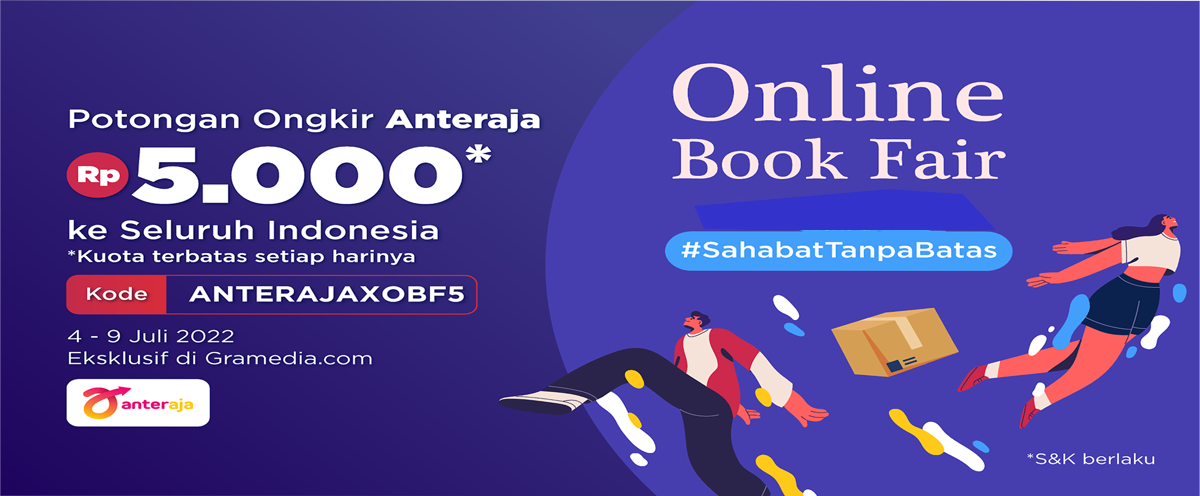 Potongan Ongkir Anteraja
Rp 5.000*
ke Seluruh Indonesia
*Kuota terbatas setiap harinya
Kode ANTERAJAXOBF5
4 - 9 Juli 2022
Eksklusif di Gramedia.com
anteraja
Online
Book Fair
#SahabatTanpaBatas
*S&K berlaku